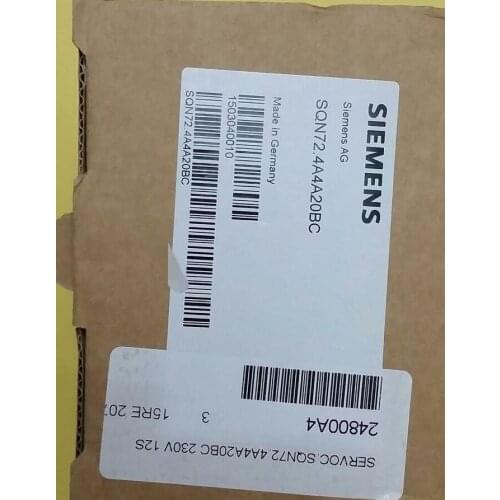 SIEMENS
Siemens AG
SQN72.4A4A20BC
Made in Germany
1503040010
SQN72.4A4A20BC
24800A4
SERVOC.SQN72.4A4A20BC 230V 12S
3 15RE